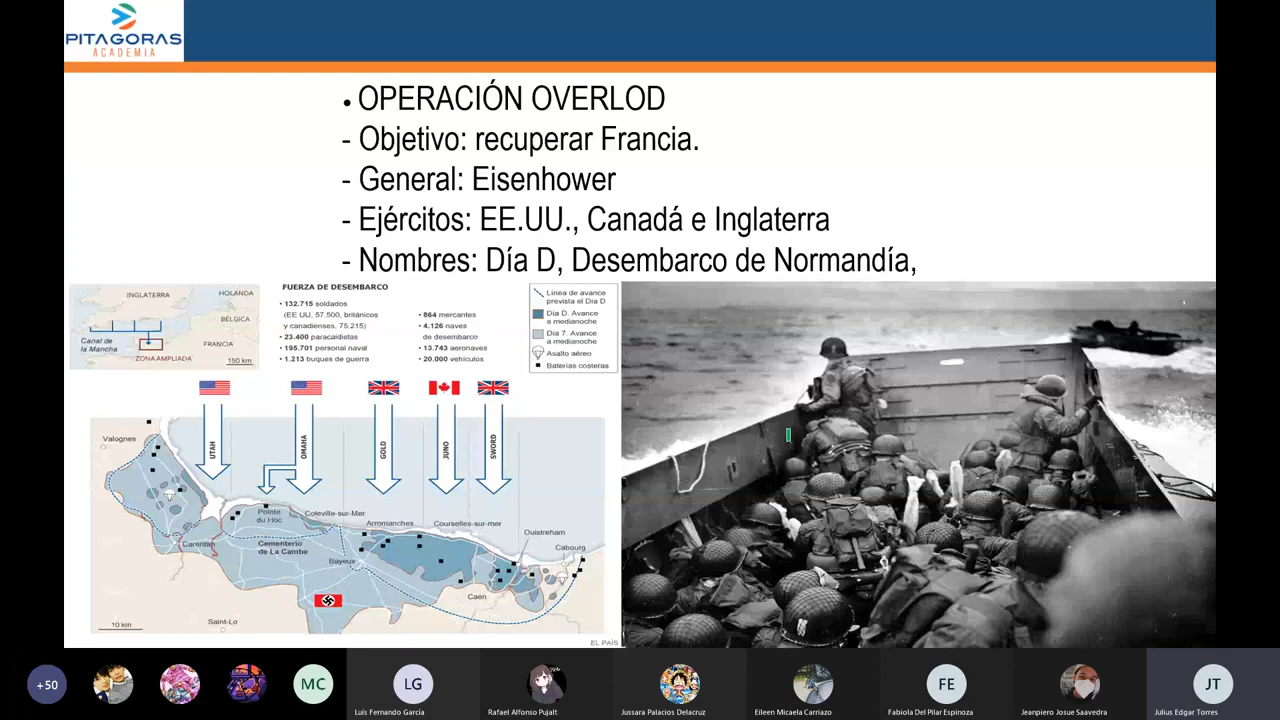 PITAGORAS
ACADEMIA
• OPERACIÓN OVERLOD
- Objetivo: recuperar Francia.
- General: Eisenhower
- Ejércitos: EE.UU., Canadá e Inglaterra
- Nombres: Día D, Desembarco de Normandía,
INGLATERRA
HOLANDA
BÉLGICA
Canal de
la Mancha
FRANCIA
ZONA AMPLIADA
150 km
FUERZA DE DESEMBARCO
• 132.715 soldados
(EE UU, 57.500, británicos
y canadienses, 75.215)
• 23.400 paracaidistas
• 195.701 personal naval
• 1.213 buques de guerra
• 864 mercantes
• 4.126 naves
de desembarco
• 13.743 aeronaves
• 20.000 vehículos
Línea de avance
prevista el Día D
Día D. Avance
a medianoche
Día 7. Avance
a medianoche
Asalto aéreo
Baterías costeras
UTAH
OMAHA
GOLD
JUNO
SWORD
Valognes
Pointe
du Hoc
Coleville-sur-Mer
Arromanches
Courselles-sur-mer
Ouistreham
Carentan
Cementerio
de La Cambe
Bayeux
Cabourg
Caen
Saint-Lo
10 km
EL PAÍS
+50
MC
LG
Luis Fernando García
Rafael Alfonso Pujalt
Jussara Palacios Delacruz
Eileen Micaela Carriazo
FE
Fabiola Del Pilar Espinoza
Jeanpiero Josue Saavedra
JT
Julius Edgar Torres